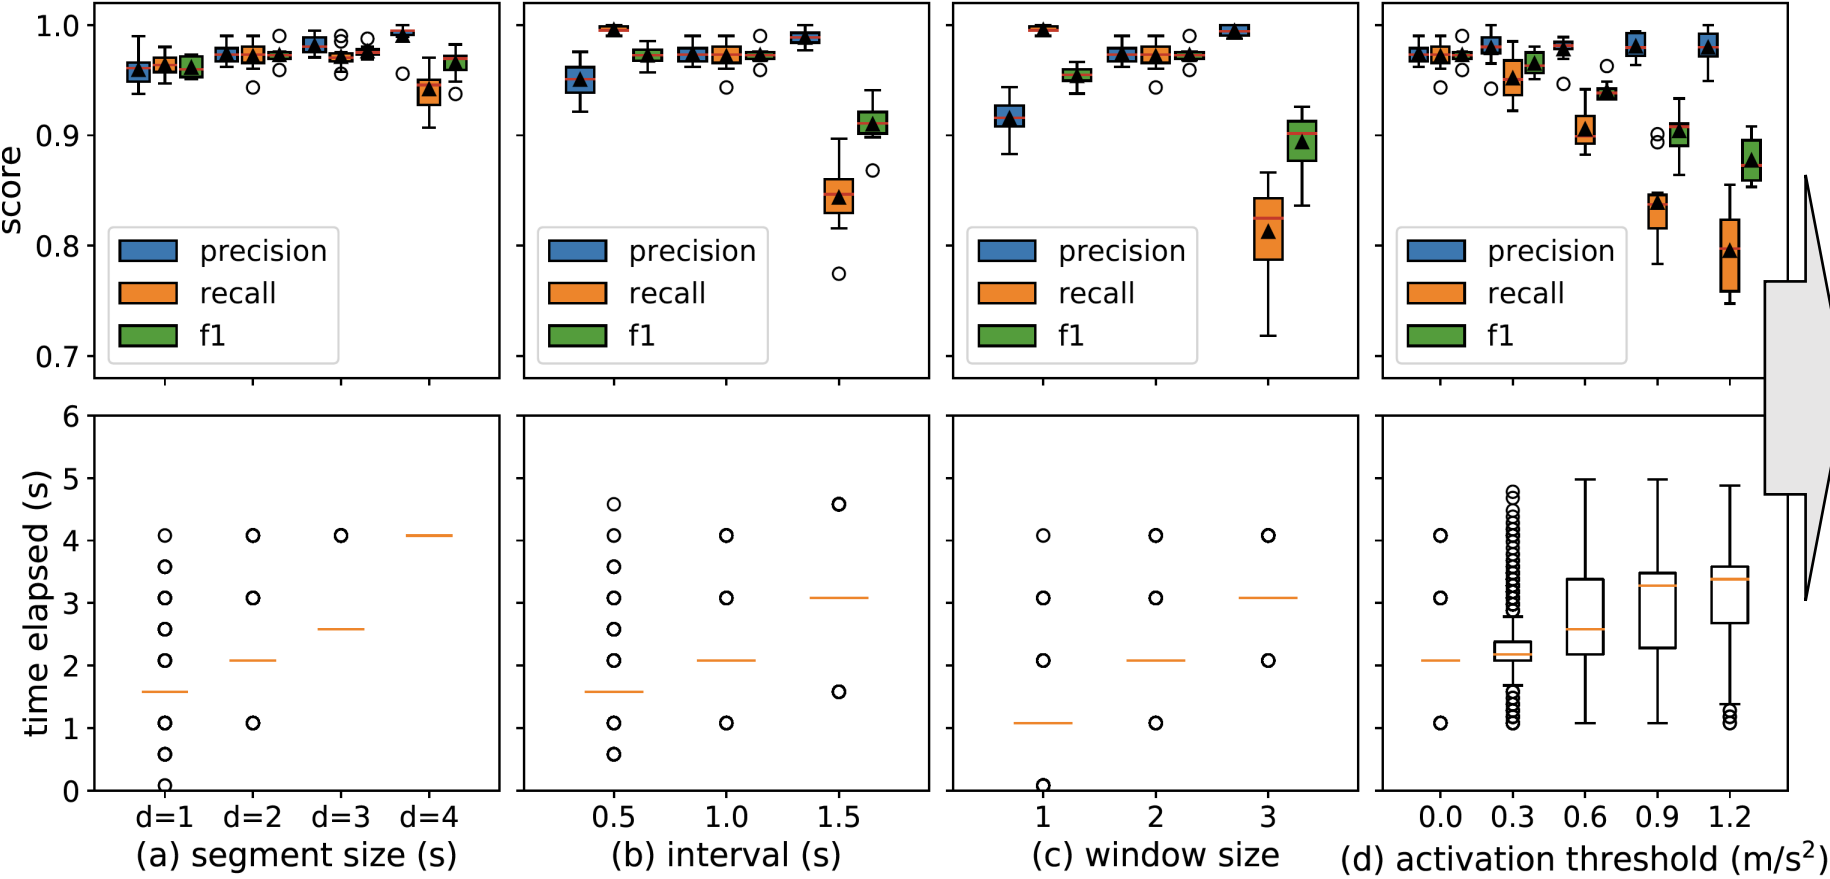 score
1.0
0.9
0.8
0.7
precision
recall
f1
precision
recall
f1
precision
recall
f1
precision
recall
f1
time elapsed (s)
6
5
4
3
2
1
0
d=1 d=2 d=3 d=4
0.5 1.0 1.5
1 2 3
0.0 0.3 0.6 0.9 1.2
(a) segment size (s)
(b) interval (s)
(c) window size
(d) activation threshold (m/s²)